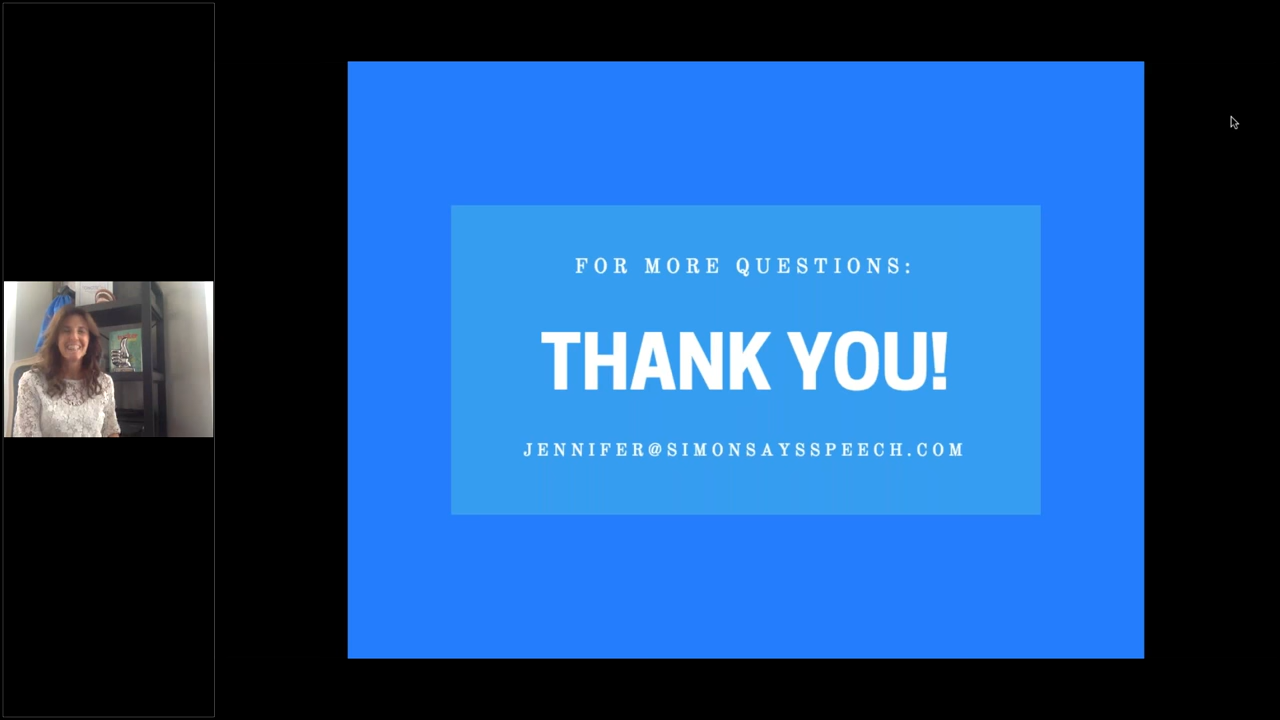 FOR MORE QUESTIONS:
THANK YOU!
JENNIFER@SIMONSAYSSPEECH.COM